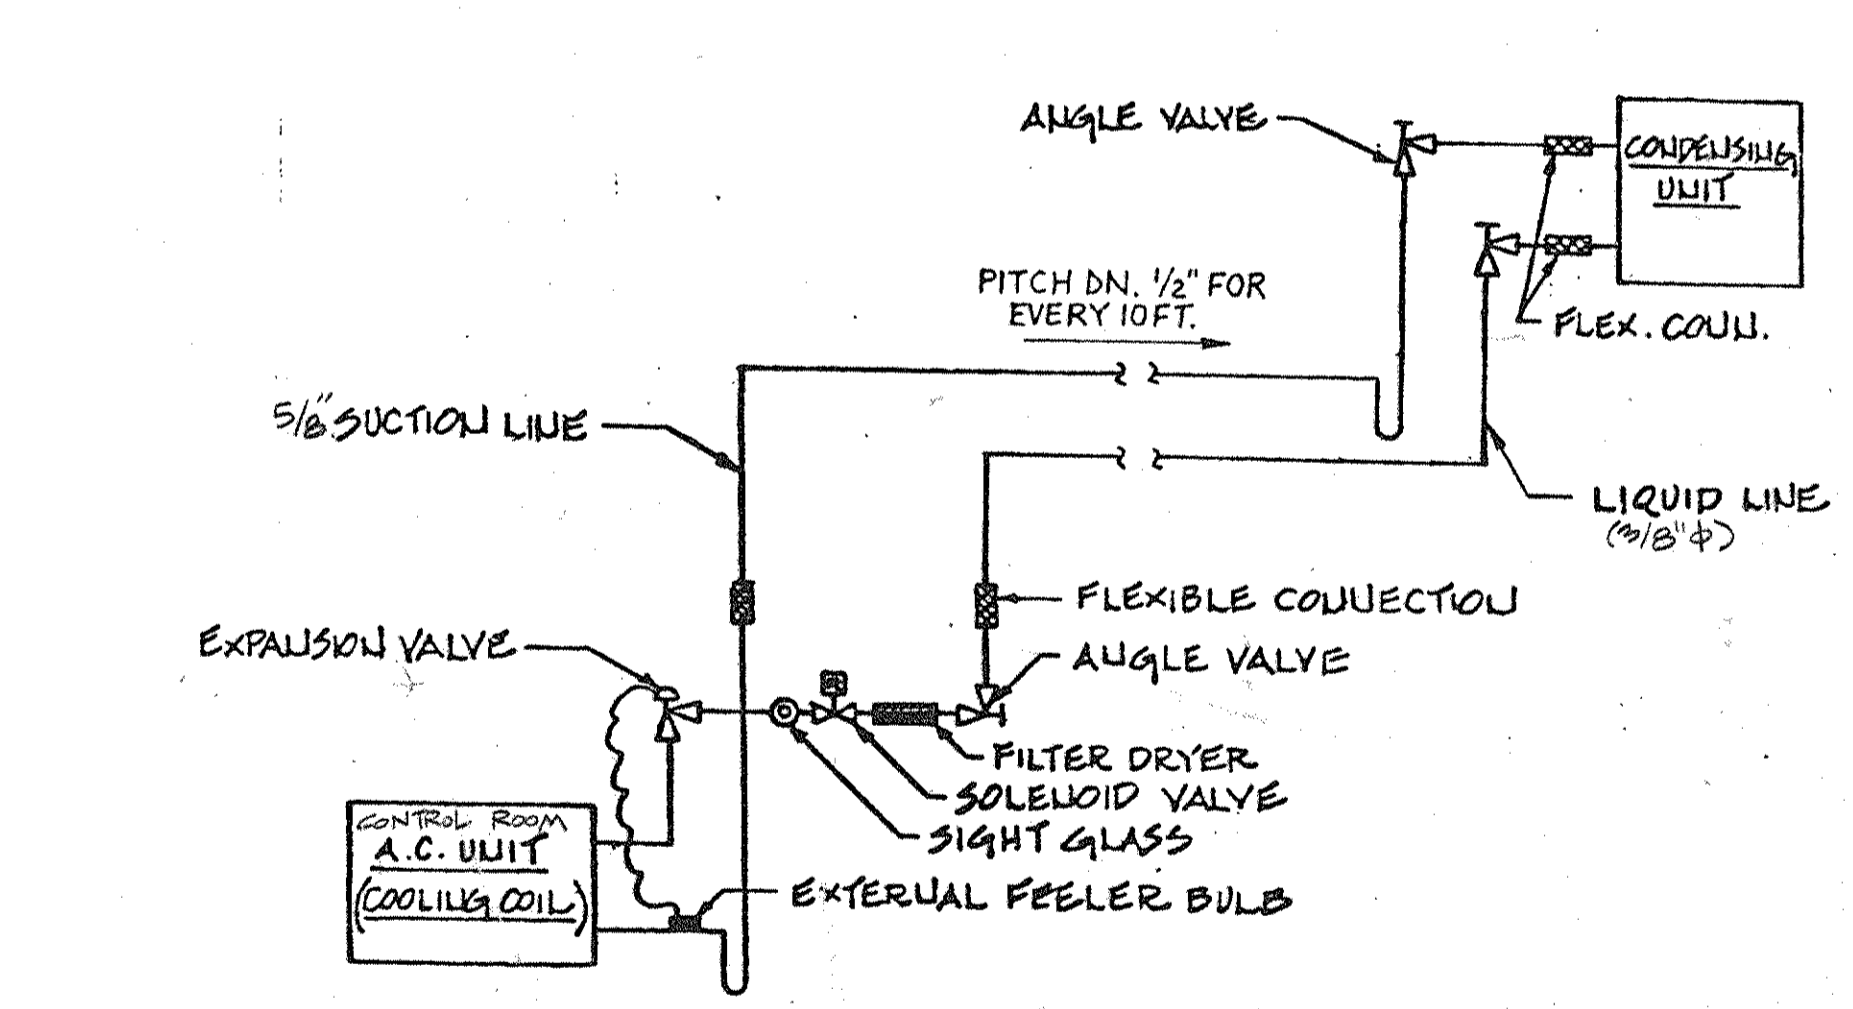 ANGLE VALVE
CONDENSING
UNIT
PITCH DN. 1/2" FOR
EVERY 10FT.
FLEX. CONN.
5/8" SUCTION LINE
LIQUID LINE
(3/8"ϕ)
FLEXIBLE CONNECTION
EXPANSION VALVE
ANGLE VALVE
FILTER DRYER
SOLENOID VALVE
SIGHT GLASS
CONTROL ROOM
A.C. UNIT
(COOLING COIL)
EXTERNAL FEELER BULB